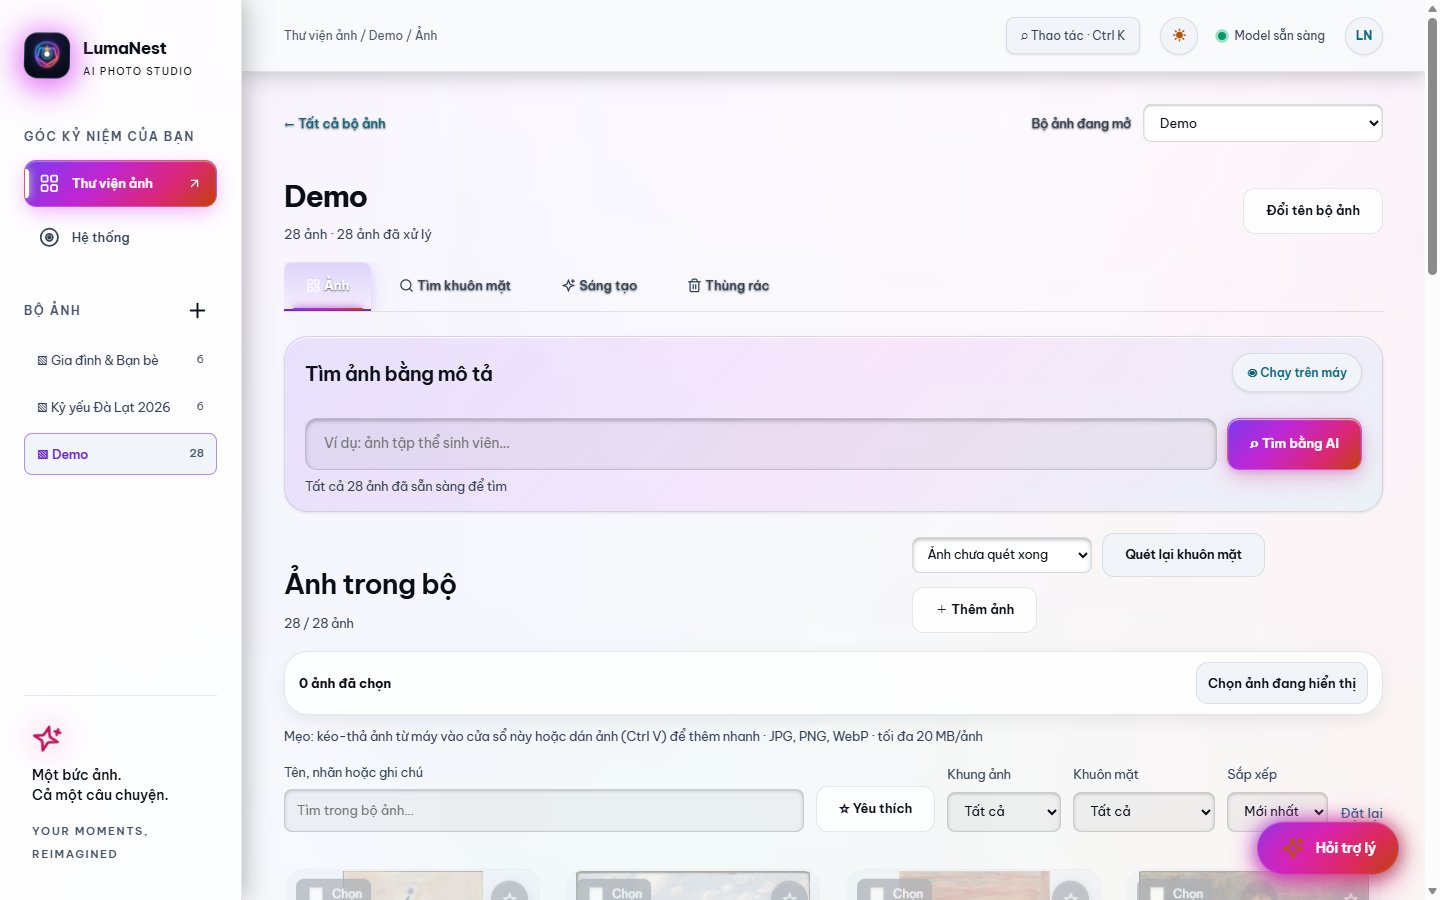 LumaNest
AI PHOTO STUDIO
GÓC KỶ NIỆM CỦA BẠN
Thư viện ảnh
Hệ thống
BỘ ẢNH
Gia đình & Bạn bè 6
Kỷ yếu Đà Lạt 2026 6
Demo 28
Một bức ảnh.
Cả một câu chuyện.
YOUR MOMENTS,
REIMAGINED
Thư viện ảnh / Demo / Ảnh
Thao tác · Ctrl K
Model sẵn sàng
LN
← Tất cả bộ ảnh
Bộ ảnh đang mở
Demo
Demo
28 ảnh · 28 ảnh đã xử lý
Đổi tên bộ ảnh
Ảnh
Tìm khuôn mặt
Sáng tạo
Thùng rác
Tìm ảnh bằng mô tả
Chạy trên máy
Ví dụ: ảnh tập thể sinh viên...
Tìm bằng AI
Tất cả 28 ảnh đã sẵn sàng để tìm
Ảnh trong bộ
28 / 28 ảnh
Ảnh chưa quét xong
Quét lại khuôn mặt
+ Thêm ảnh
0 ảnh đã chọn
Chọn ảnh đang hiển thị
Mẹo: kéo-thả ảnh từ máy vào cửa sổ này hoặc dán ảnh (Ctrl V) để thêm nhanh · JPG, PNG, WebP · tối đa 20 MB/ảnh
Tên, nhãn hoặc ghi chú
Tìm trong bộ ảnh...
☆ Yêu thích
Khung ảnh
Tất cả
Khuôn mặt
Tất cả
Sắp xếp
Mới nhất
Đặt lại
Hỏi trợ lý
Chọn
Chọn
Chọn
Chọn